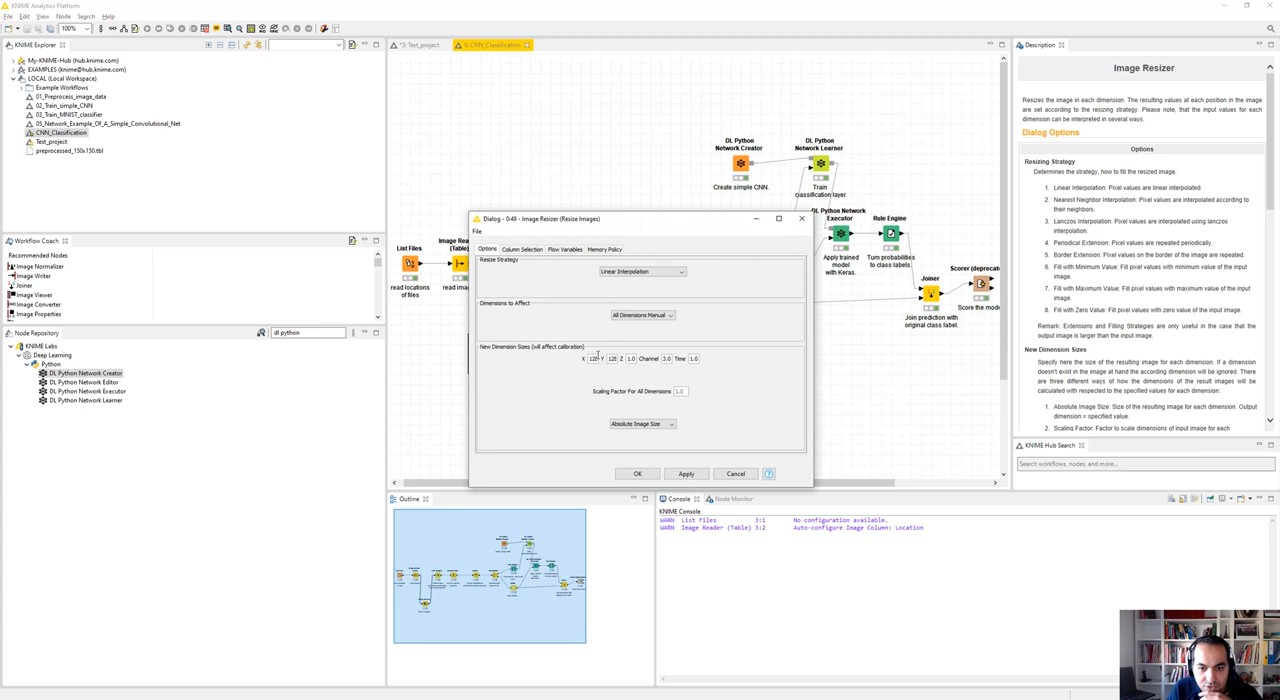 KNIME Analytics Platform
File Edit View Node Search Help
100%
KNIME Explorer
My-KNIME-Hub (hub.knime.com)
EXAMPLES (knime@hub.knime.com)
LOCAL (Local Workspace)
Example Workflows
01_Preprocess_image_data
02_Train_simple_CNN
03_Train_MNIST_classifier
05_Network_Example_Of_A_Simple_Convolutional_Net
CNN_Classification
Test_project
preprocessed_150x150.tbl
Workflow Coach
Recommended Nodes
Image Normalizer
Image Writer
Joiner
Image Viewer
Image Converter
Image Properties
Node Repository
dl python
KNIME Labs
Deep Learning
Python
DL Python Network Creator
DL Python Network Editor
DL Python Network Executor
DL Python Network Learner
*3: Test_project
0: CNN_Classification
DL Python
Network Creator
Create simple CNN.
DL Python
Network Learner
Train
classification layer.
DL Python Network
Executor
Apply trained
model
with Keras.
Rule Engine
Turn probabilities
to class labels.
Joiner
Join prediction with
original class label.
Scorer (deprecate
Score the mode
List Files
read locations
of files
Image Rea
(Table)
read imag
Dialog - 0:49 - Image Resizer (Resize Images)
File
Options Column Selection Flow Variables Memory Policy
Resize Strategy
Linear Interpolation
Dimensions to Affect
All Dimensions Manual
New Dimension Sizes (will affect calibration)
X 128 Y 128 Z 1.0 Channel 3.0 Time 1.0
Scaling Factor For All Dimensions 1.0
Absolute Image Size
OK Apply Cancel
Description
Image Resizer
Resizes the image in each dimension. The resulting values at each position in the image
are set according to the resizing strategy. Please note, that the input values for each
dimension can be interpreted in several ways.
Dialog Options
Options
Resizing Strategy
Determines the strategy, how to fill the resized image.
1. Linear Interpolation: Pixel values are linear interpolated.
2. Nearest Neighbor Interpolation: Pixel values are interpolated according to
their neighbors.
3. Lanczos Interpolation: Pixel values are interpolated using lanczos
interpolation.
4. Periodical Extension: Pixel values are repeated periodically.
5. Border Extension: Pixel values on the border of the image are repeated.
6. Fill with Minimum Value: Fill pixel values with minimum value of the input
image.
7. Fill with Maximum Value: Fill pixel values with maximum value of the input
image.
8. Fill with Zero Value: Fill pixel values with zero value of the input image.
Remark: Extensions and Filling Strategies are only useful in the case that the
output image is larger than the input image.
New Dimension Sizes
Specify here the size of the resulting image for each dimension. If a dimension
doesn't exist in the image at hand the according dimension will be ignored. There
are three different ways of how the dimensions of the result images will be
calculated with respect to the specified values for each dimension:
1. Absolute Image Size: Size of the resulting image for each dimension. Output
dimension = specified value.
2. Scaling Factor: Factor to scale dimensions of input image for each
KNIME Hub Search
Search workflows, nodes, and more...
Outline
Console Node Monitor
KNIME Console
WARN List Files 3:1 No configuration available.
WARN Image Reader (Table) 3:2 Auto-configure Image Column: Location